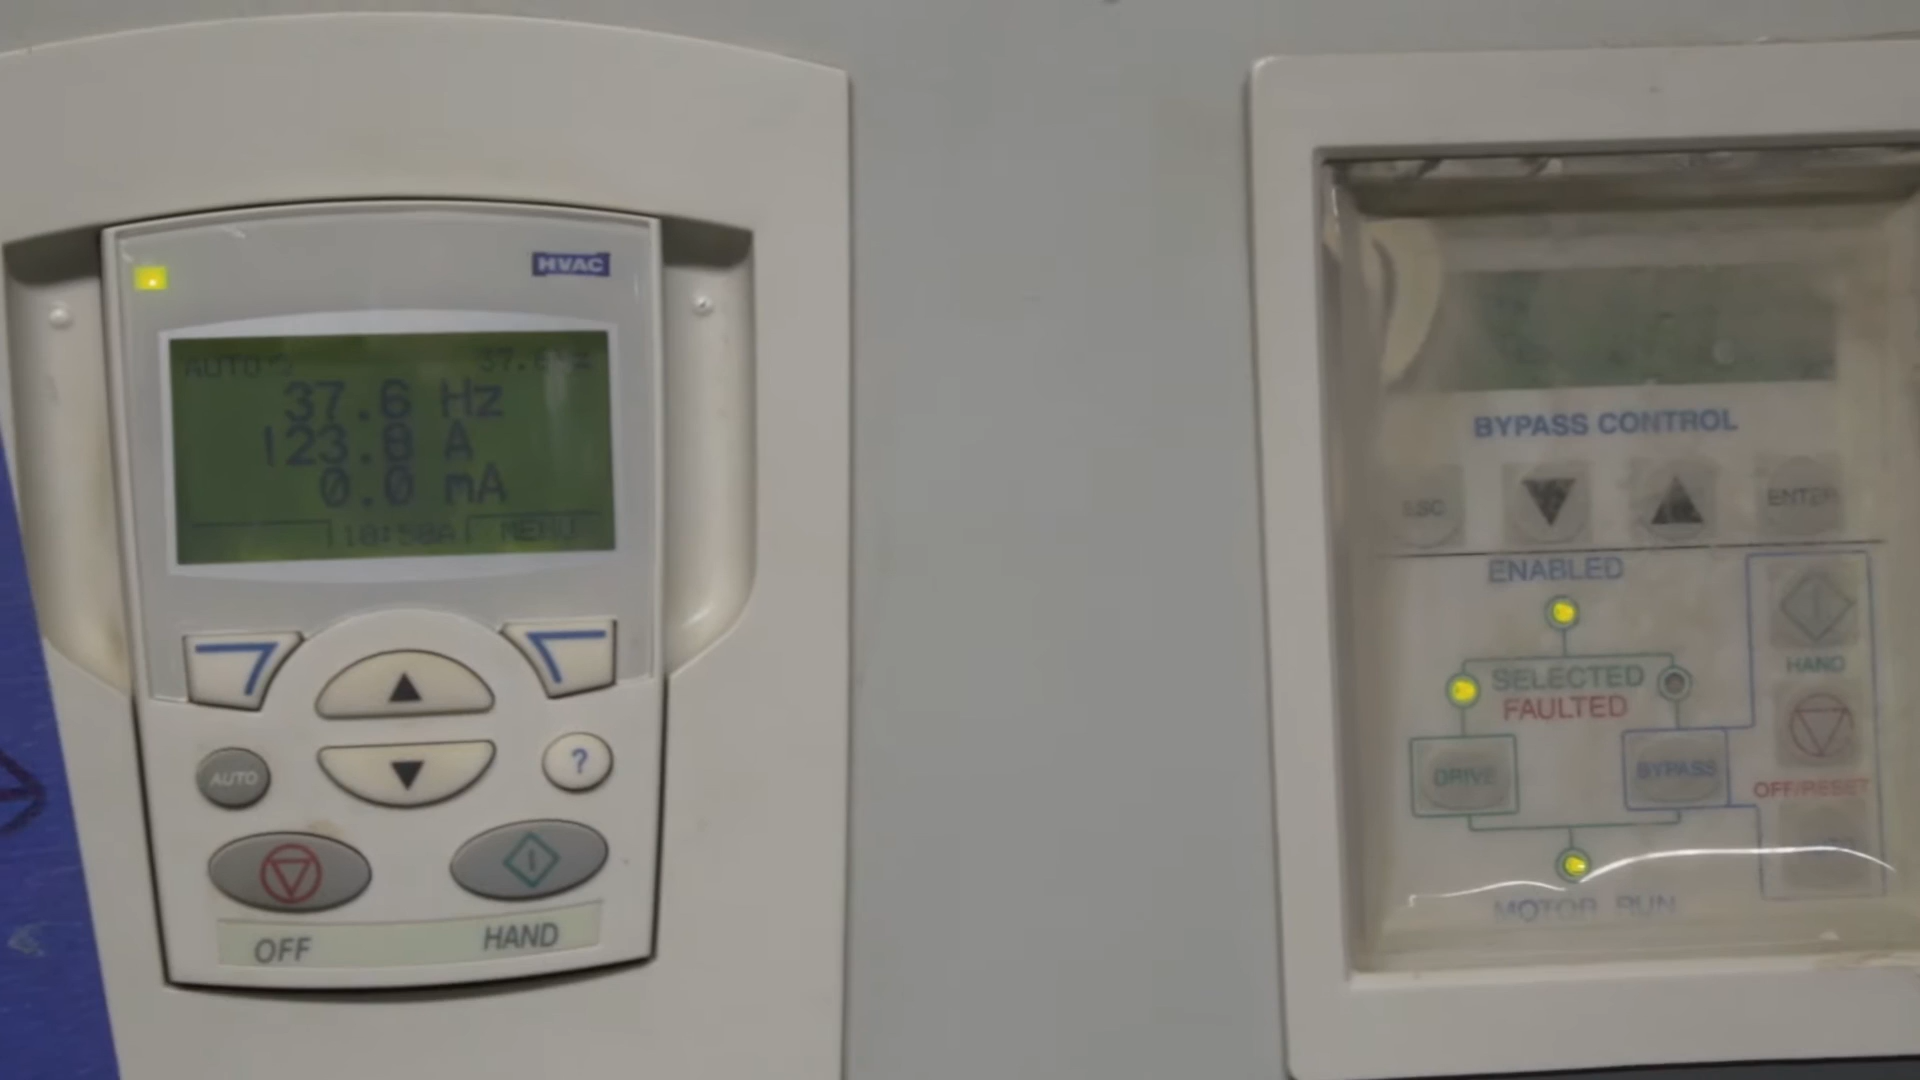 HVAC
AUTO
37.6 Hz
123.8 A
0.0 mA
MENU
?
AUTO
OFF
HAND
BYPASS CONTROL
ESC
ENTER
ENABLED
SELECTED
FAULTED
HAND
DRIVE
BYPASS
OFF/RESET
MOTOR RUN